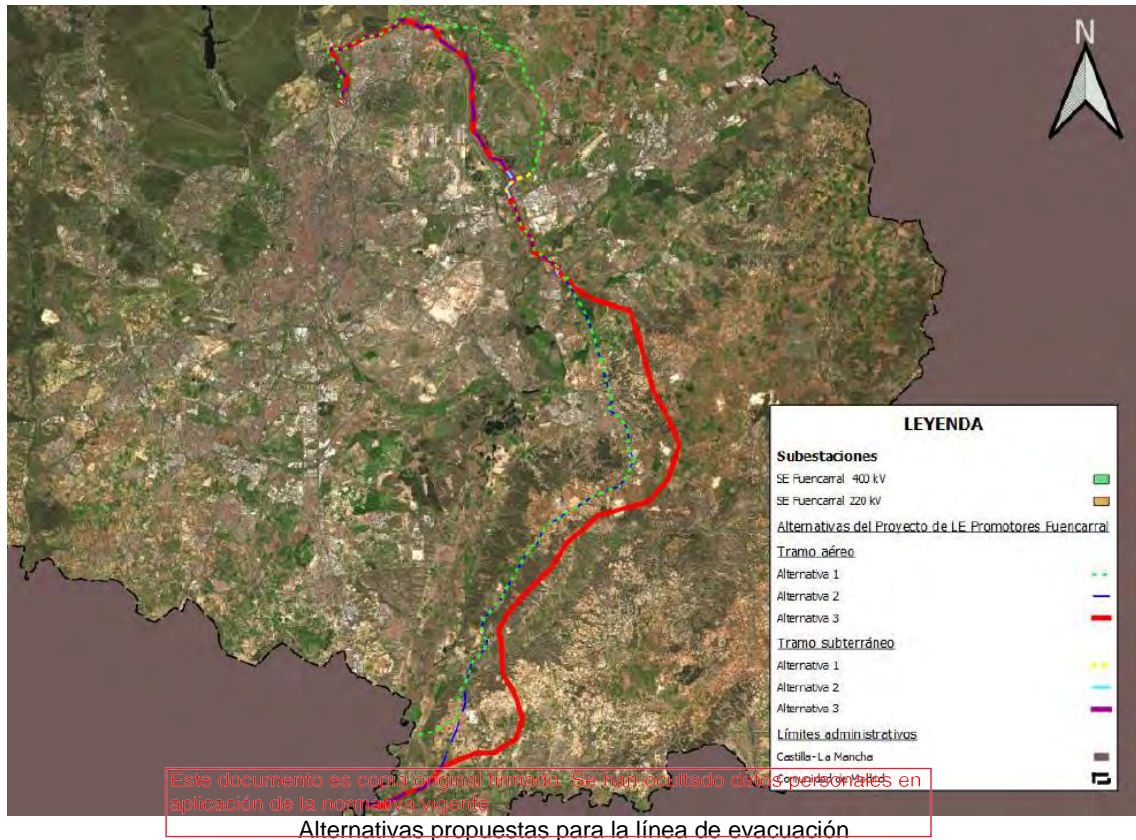 N
LEYENDA
Subestaciones
SE Fuencarral 400 kV
SE Fuencarral 220 kV
Alternativas del Proyecto de LE Promotores Fuencarral
Tramo aéreo
Alternativa 1
Alternativa 2
Alternativa 3
Tramo subterráneo
Alternativa 1
Alternativa 2
Alternativa 3
Límites administrativos
Castilla-La Mancha
Comunidad de Madrid
Este documento es copia original firmado. Se han ocultado datos personales en
aplicación de la normativa vigente
Alternativas propuestas para la línea de evacuación